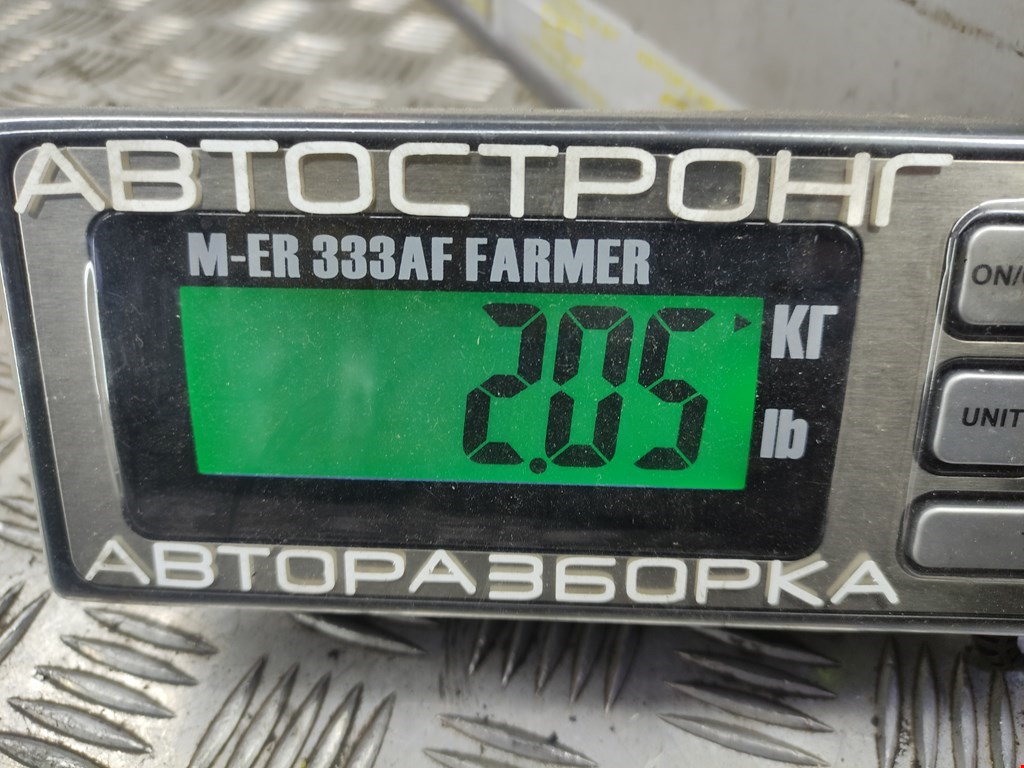 АВТОСТРОНГ
M-ER 333AF FARMER
2.05 КГ
lb
ON/
UNIT
АВТОРАЗБОРКА